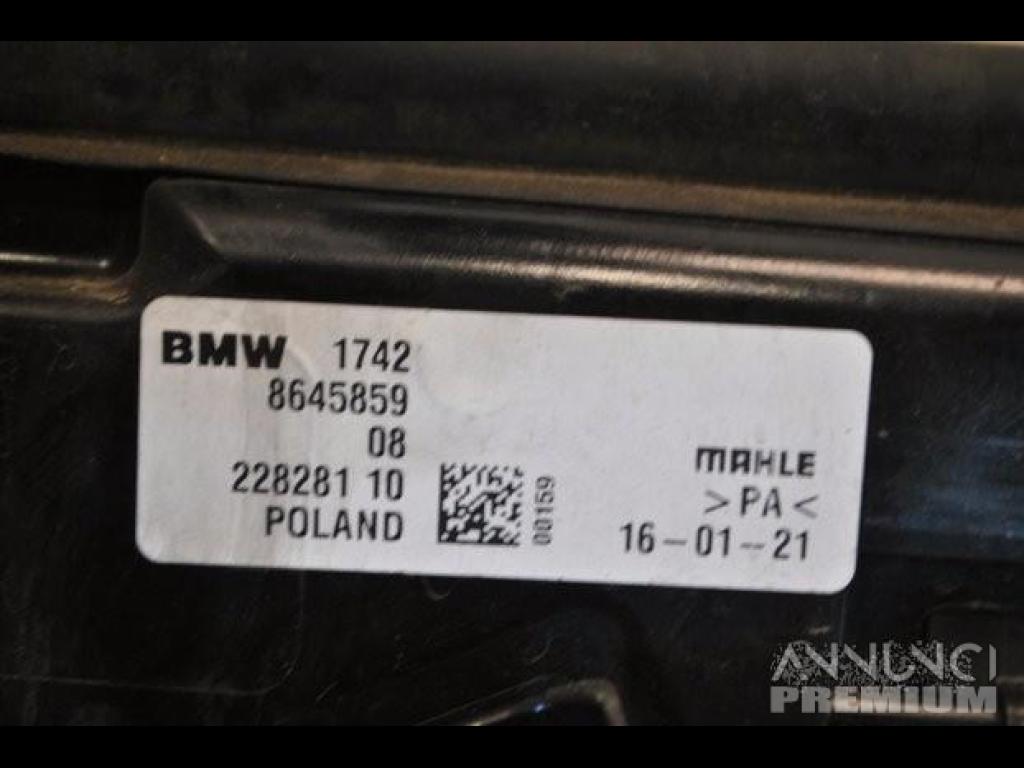 BMW 1742
8645859
08
228281 10
POLAND
00159
MAHLE
>PA<
16-01-21
ANNUNCI
PREMIUM